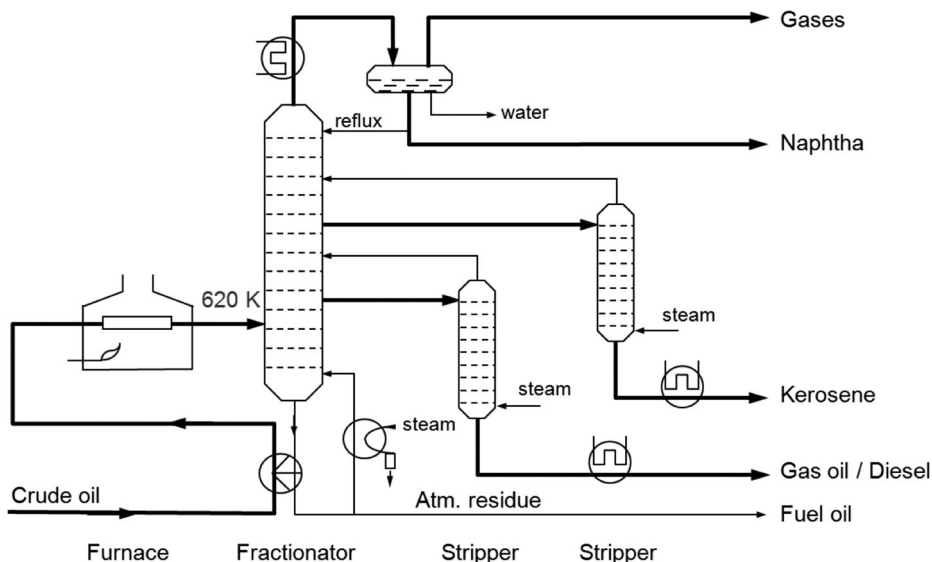 Gases
water
reflux
Naphtha
620 K
steam
steam
Kerosene
steam
Gas oil / Diesel
Crude oil
Atm. residue
Fuel oil
Furnace
Fractionator
Stripper
Stripper